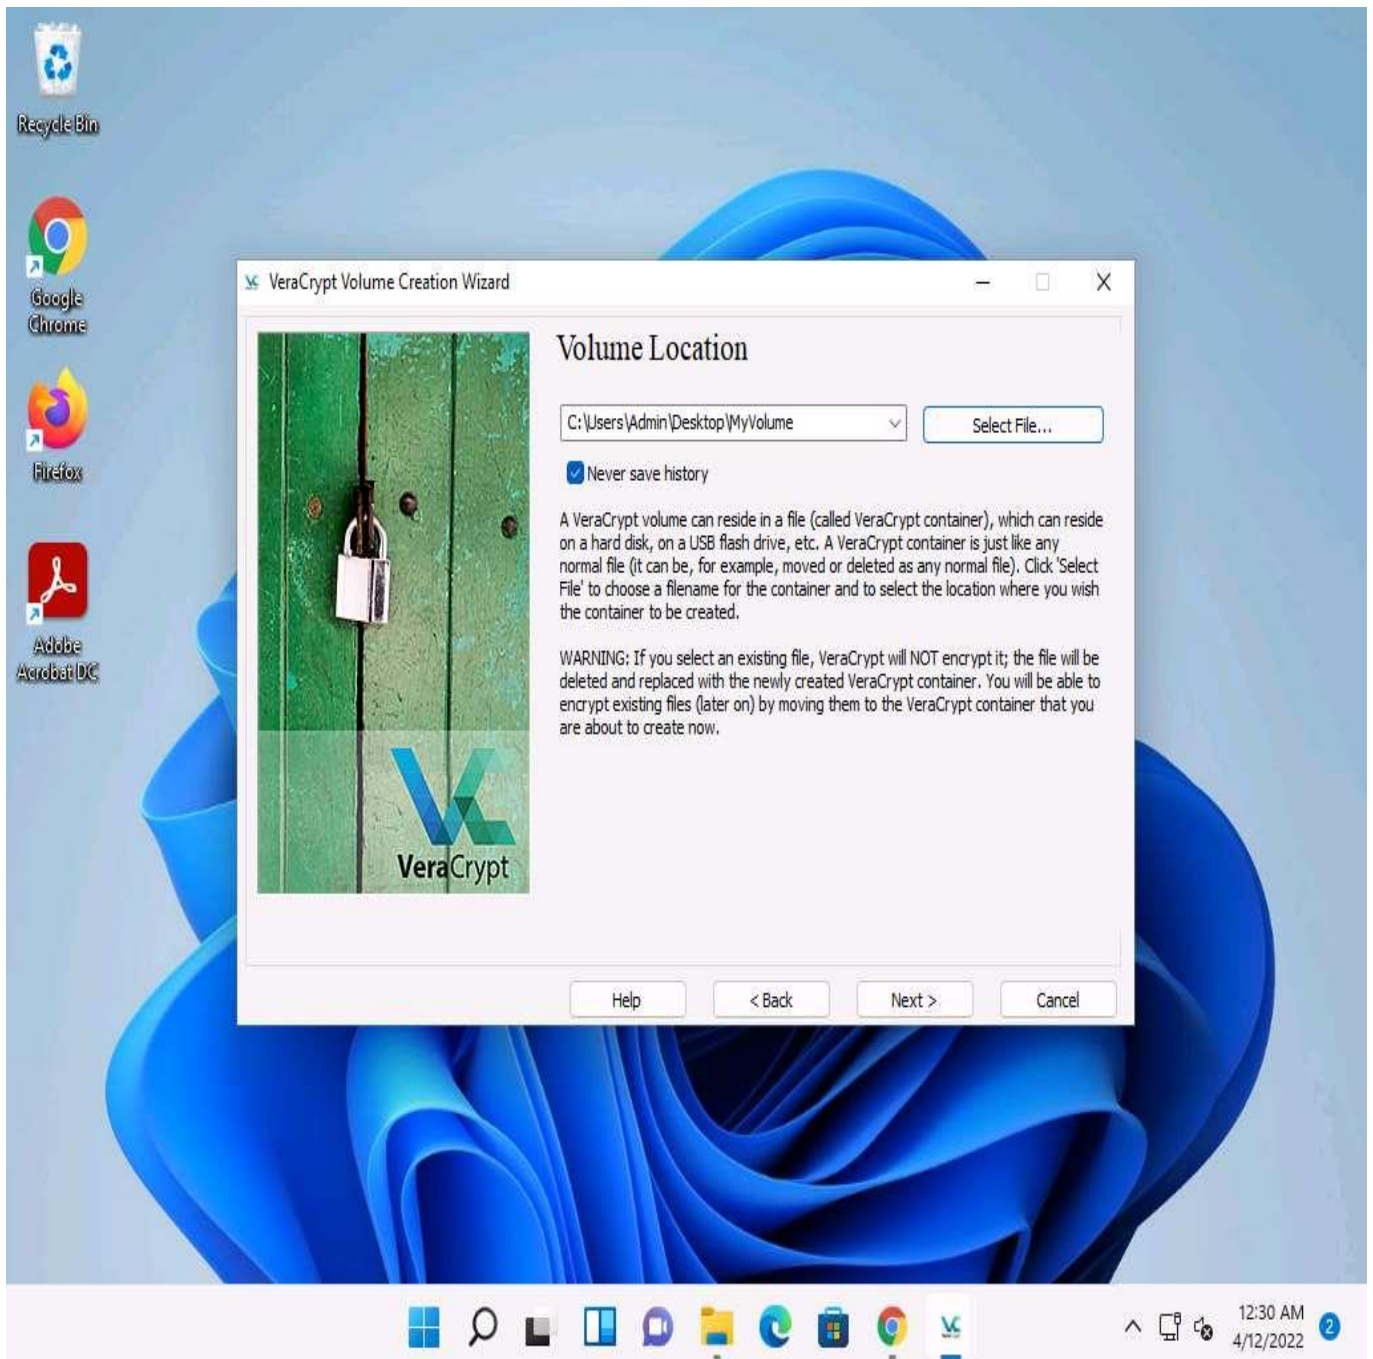 Recycle Bin
Google
Chrome
Firefox
Adobe
Acrobat DC
VeraCrypt Volume Creation Wizard
Volume Location
C:\Users\Admin\Desktop\MyVolume
Select File...
Never save history
A VeraCrypt volume can reside in a file (called VeraCrypt container), which can reside
on a hard disk, on a USB flash drive, etc. A VeraCrypt container is just like any
normal file (it can be, for example, moved or deleted as any normal file). Click 'Select
File' to choose a filename for the container and to select the location where you wish
the container to be created.
WARNING: If you select an existing file, VeraCrypt will NOT encrypt it; the file will be
deleted and replaced with the newly created VeraCrypt container. You will be able to
encrypt existing files (later on) by moving them to the VeraCrypt container that you
are about to create now.
VeraCrypt
Help
< Back
Next >
Cancel
12:30 AM
4/12/2022
2